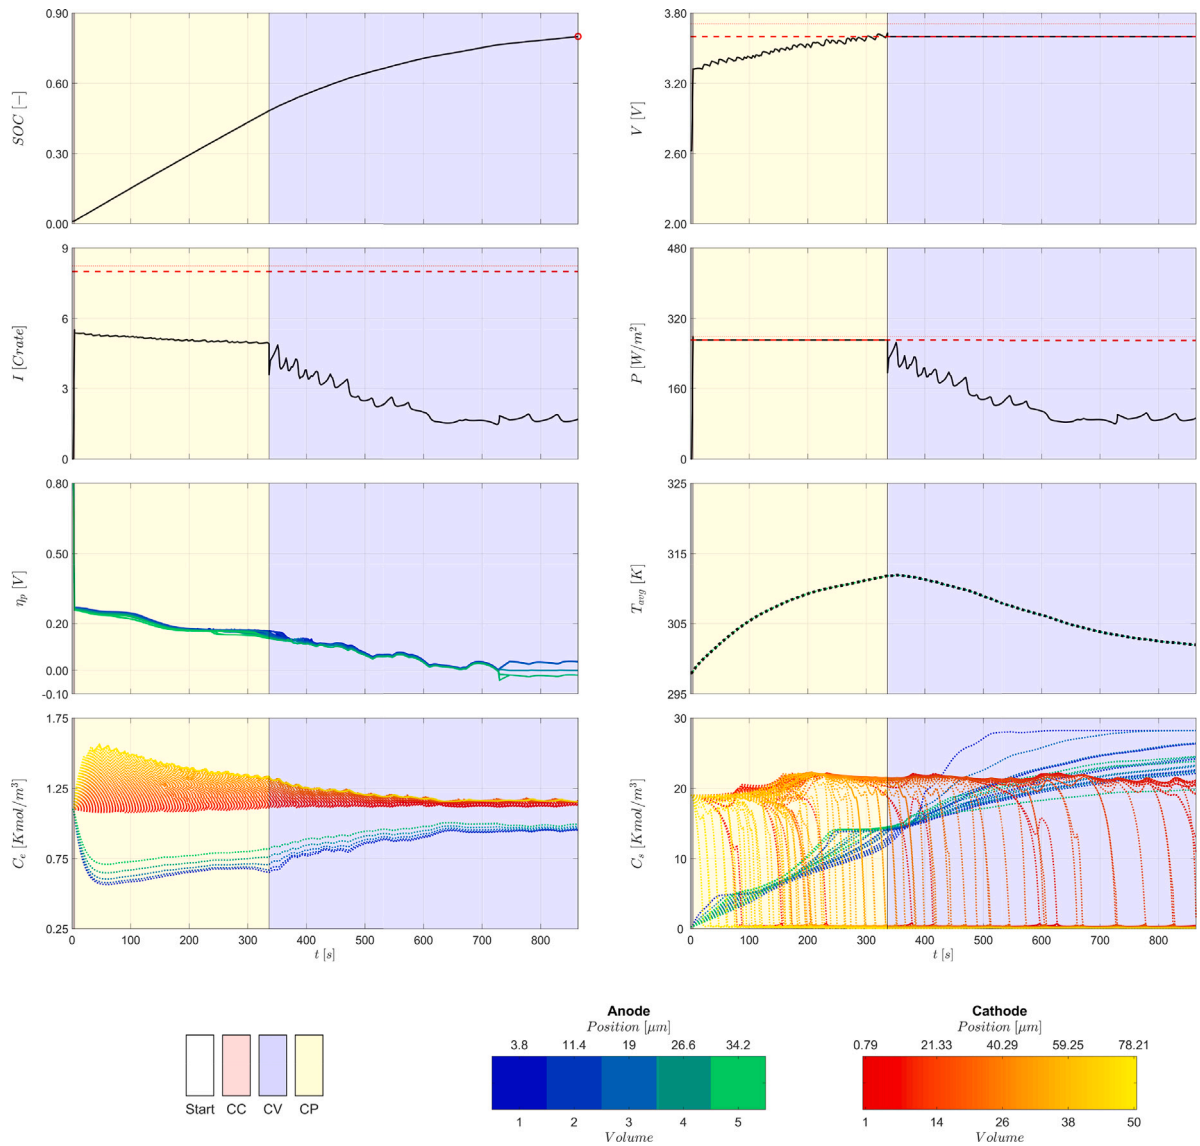 SOC [−]
0.90
0.60
0.30
0.00
V [V]
3.80
3.20
2.60
2.00
I [Crate]
9
6
3
0
P [W/m²]
480
320
160
0
η_p [V]
0.80
0.50
0.20
0.00
-0.10
T_avg [K]
325
315
305
295
C_e [Kmol/m³]
1.75
1.25
0.75
0.25
0 100 200 300 400 500 600 700 800
t [s]
C_s [Kmol/m³]
30
20
10
0
0 100 200 300 400 500 600 700 800
t [s]
Start CC CV CP
Anode
Position [μm]
3.8 11.4 19 26.6 34.2
1 2 3 4 5
Volume
Cathode
Position [μm]
0.79 21.33 40.29 59.25 78.21
1 14 26 38 50
Volume